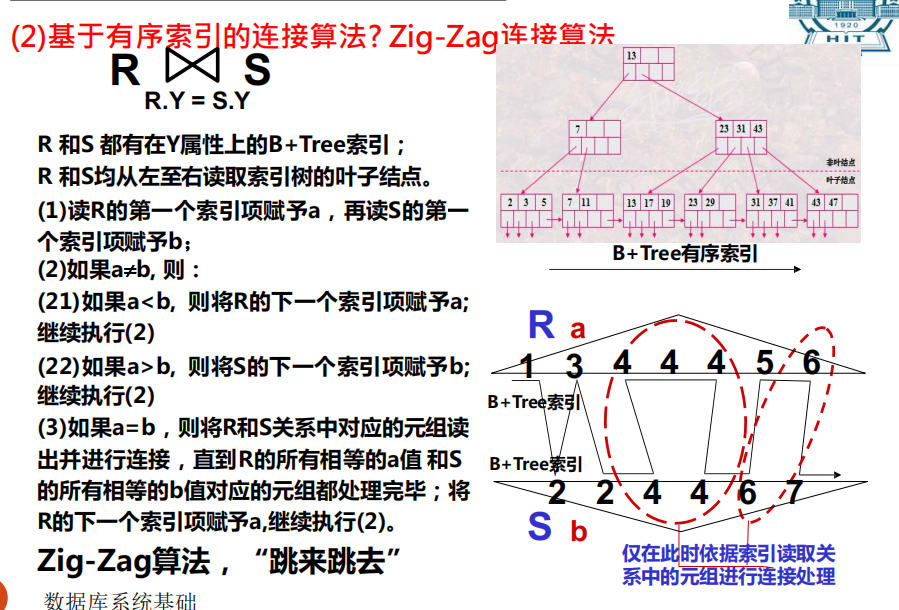 (2)基于有序索引的连接算法? Zig-Zag连接算法
1920
HIT
R ⋈ S
R.Y = S.Y
R 和S 都有在Y属性上的B+Tree索引；
R 和S均从左至右读取索引树的叶子结点。
(1)读R的第一个索引项赋予a，再读S的第一
个索引项赋予b；
(2)如果a≠b, 则：
(21)如果a<b, 则将R的下一个索引项赋予a;
继续执行(2)
(22)如果a>b, 则将S的下一个索引项赋予b;
继续执行(2)
(3)如果a=b，则将R和S关系中对应的元组读
出并进行连接，直到R的所有相等的a值 和S
的所有相等的b值对应的元组都处理完毕；将
R的下一个索引项赋予a,继续执行(2)。
Zig-Zag算法，“跳来跳去”
数据库系统基础
13
7
23 31 43
非叶结点
叶子结点
2 3 5
7 11
13 17 19
23 29
31 37 41
43 47
B+Tree有序索引
R a
1 3 4 4 4 5 6
B+Tree索引
B+Tree索引
2 2 4 4 6 7
S b
仅在此时依据索引读取关
系中的元组进行连接处理